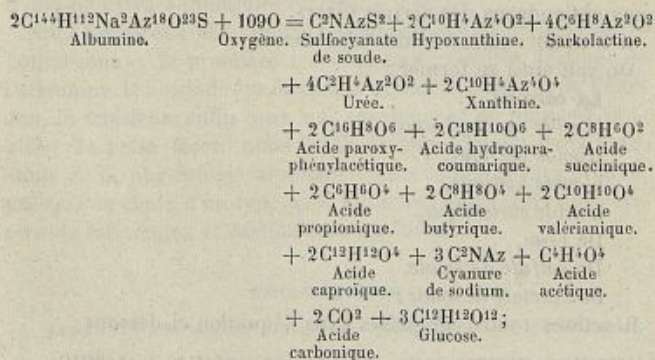 2C¹⁴⁴H¹¹²Na²Az¹⁸O²³S + 109O = C²NAzS² + 2C¹⁰H⁴Az⁴O² + 4C⁶H⁸Az²O²
Albumine. Oxygène. Sulfocyanate Hypoxanthine. Sarkolactine.
de soude.
+ 4C²H⁴Az²O² + 2C¹⁰H⁴Az⁴O⁴
Urée. Xanthine.
+ 2C¹⁶H⁸O⁶ + 2C¹⁸H¹⁰O⁶ + 2C⁸H⁶O²
Acide paroxy- Acide hydropara- Acide
phénylacétique. coumarique. succinique.
+ 2C⁶H⁶O⁴ + 2C⁸H⁸O⁴ + 2C¹⁰H¹⁰O⁴
Acide Acide Acide
propionique. butyrique. valérianique.
+ 2C¹²H¹²O⁴ + 3C²NAz + C⁴H⁴O⁴
Acide Cyanure Acide
caproïque. de sodium. acétique.
+ 2CO² + 3C¹²H¹²O¹²;
Acide Glucose.
carbonique.